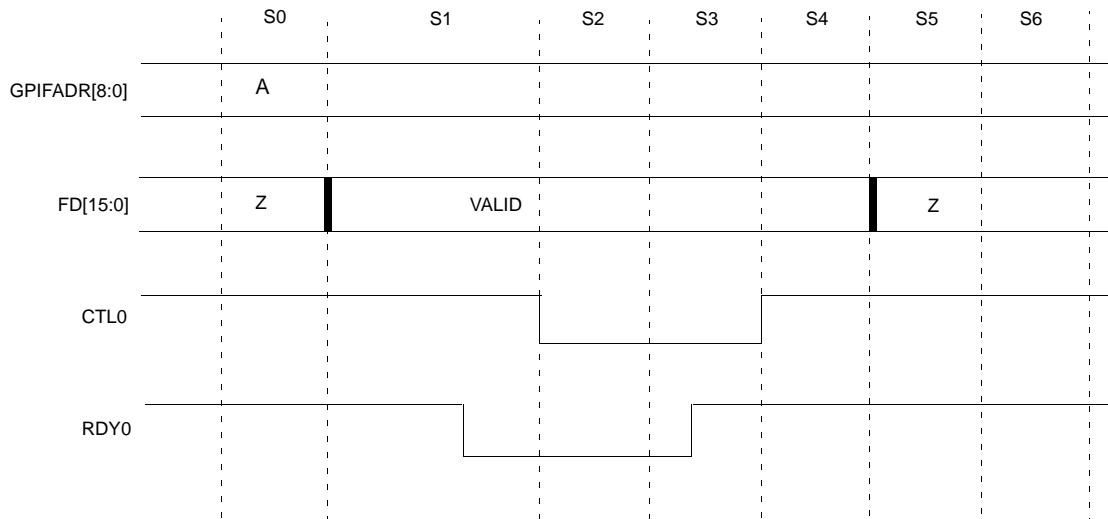 S0 S1 S2 S3 S4 S5 S6
GPIFADR[8:0] A
FD[15:0] Z VALID Z
CTL0
RDY0